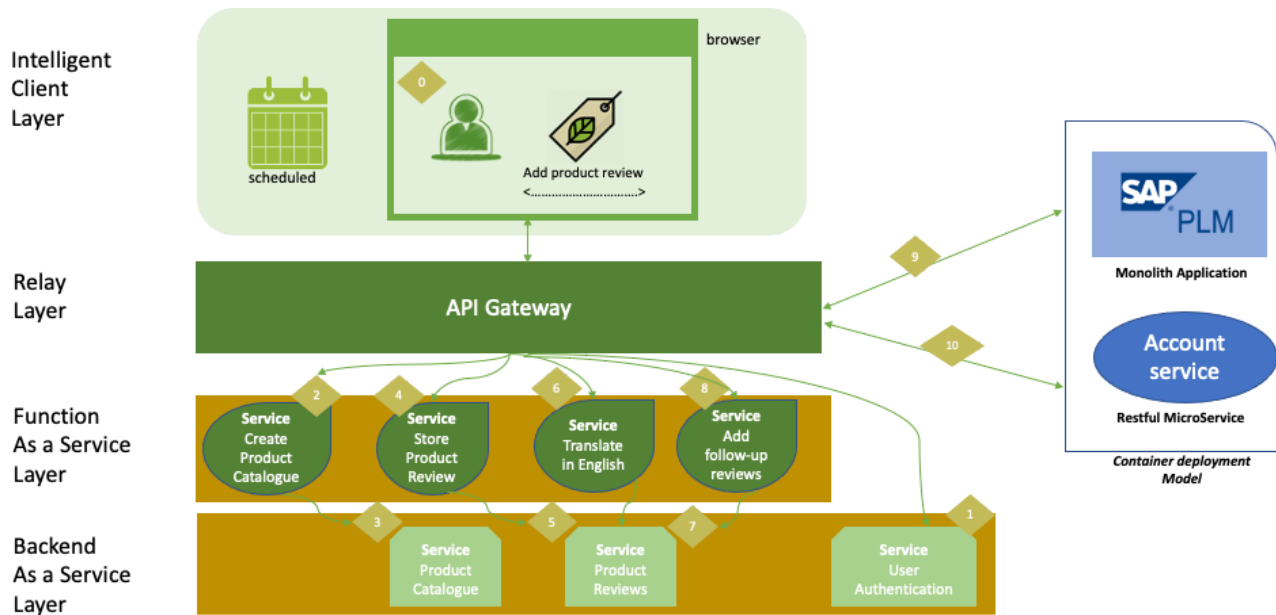 Intelligent
Client
Layer
browser
0
scheduled
Add product review
<............................>
SAP
PLM
Monolith Application
9
Relay
Layer
API Gateway
10
Account
service
Restful MicroService
Container deployment
Model
2
4
6
8
Function
As a Service
Layer
Service
Create
Product
Catalogue
Service
Store
Product
Review
Service
Translate
in English
Service
Add
follow-up
reviews
3
5
7
1
Backend
As a Service
Layer
Service
Product
Catalogue
Service
Product
Reviews
Service
User
Authentication